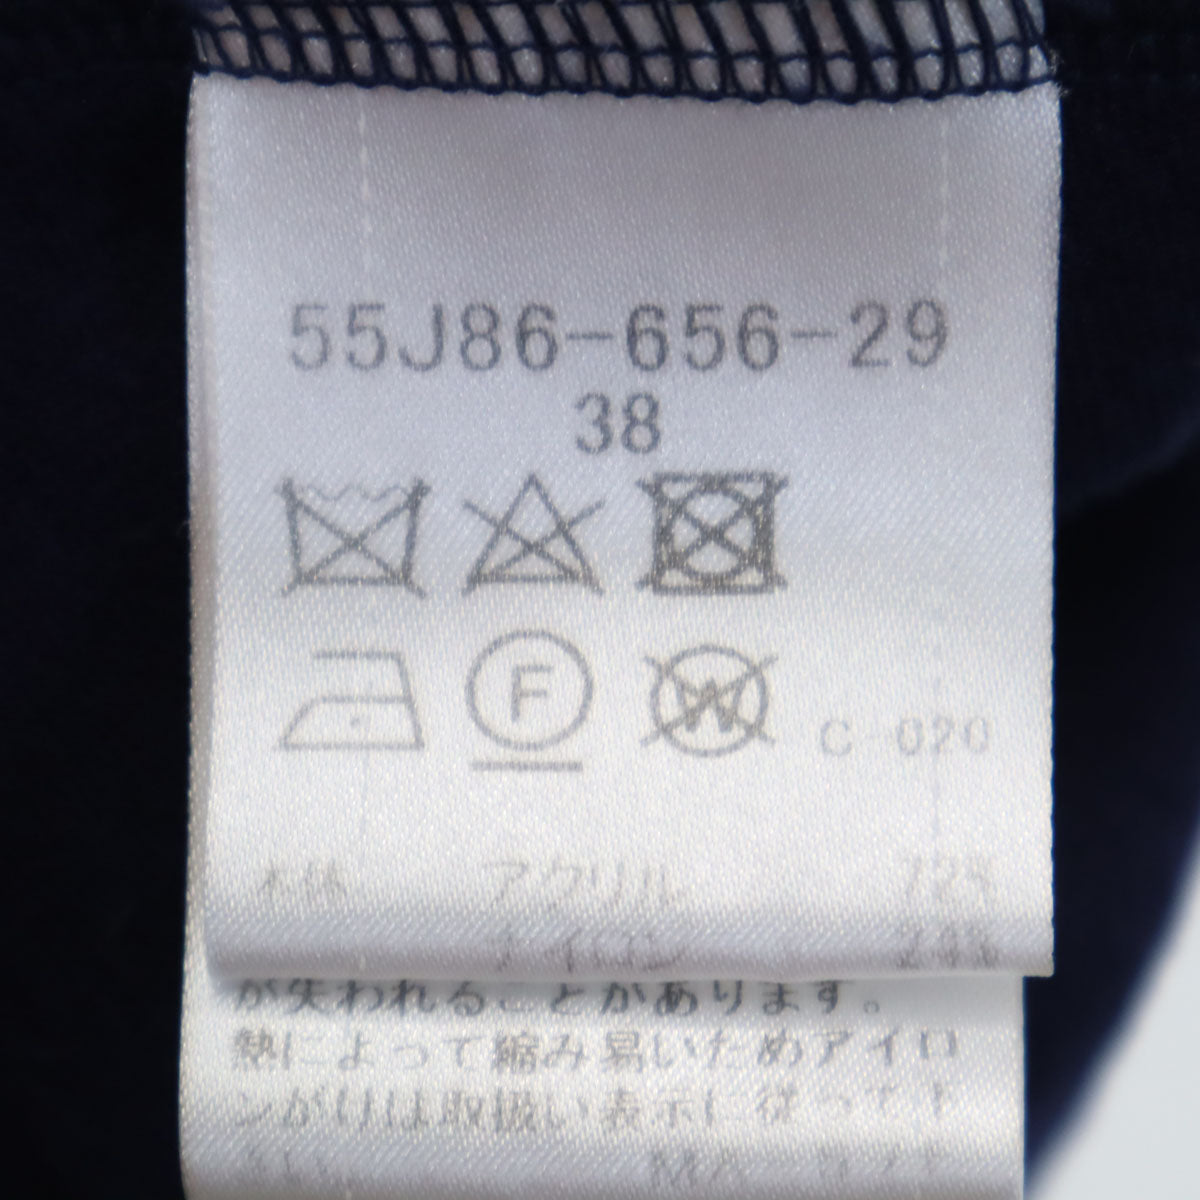 55J86-656-29
38
F
W
C 020
本体 アクリル 72%
ナイロン 24%
が失われることがあります。
熱によって縮み易いためアイロ
ンがけは取扱い表示に従って下